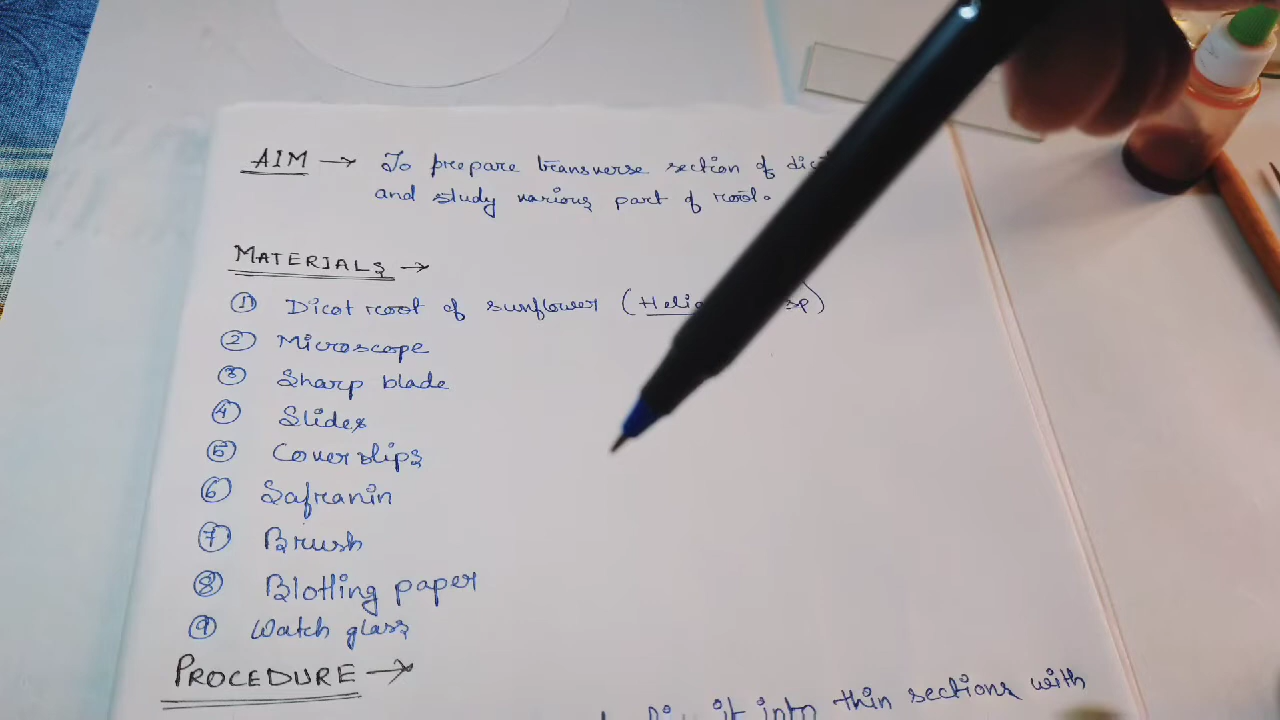 AIM → To prepare transverse section of
and study various part of root.
MATERIALS →
① Dicot root of sunflower (
② Microscope
③ Sharp blade
④ Slides
⑤ Cover slips
⑥ Safranin
⑦ Brush
⑧ Blotting paper
⑨ Watch glass
PROCEDURE →
it into thin sections with